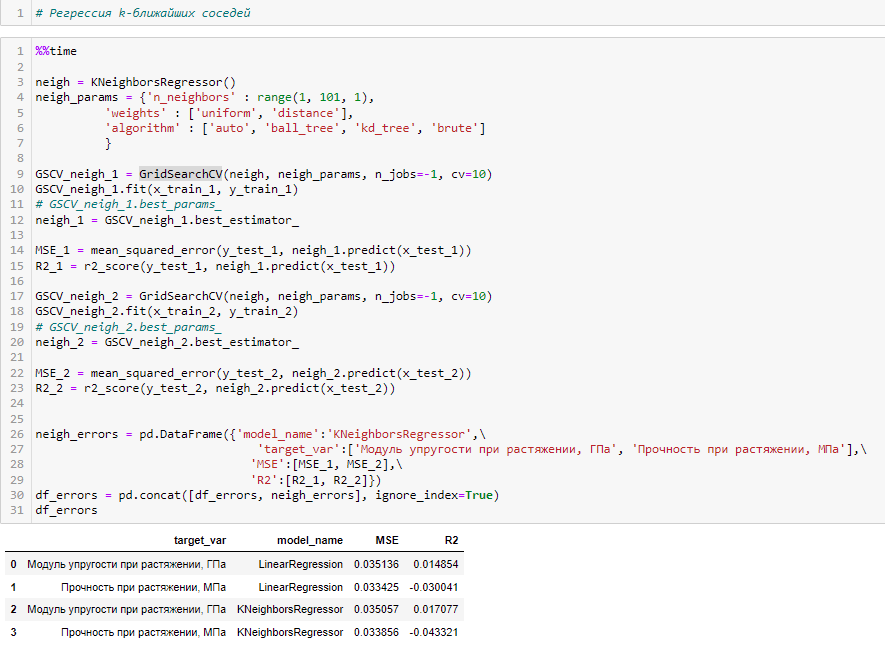 1 # Регрессия k-ближайших соседей
1 %%time
2
3 neigh = KNeighborsRegressor()
4 neigh_params = {'n_neighbors' : range(1, 101, 1),
5 'weights' : ['uniform', 'distance'],
6 'algorithm' : ['auto', 'ball_tree', 'kd_tree', 'brute']
7 }
8
9 GSCV_neigh_1 = GridSearchCV(neigh, neigh_params, n_jobs=-1, cv=10)
10 GSCV_neigh_1.fit(x_train_1, y_train_1)
11 # GSCV_neigh_1.best_params_
12 neigh_1 = GSCV_neigh_1.best_estimator_
13
14 MSE_1 = mean_squared_error(y_test_1, neigh_1.predict(x_test_1))
15 R2_1 = r2_score(y_test_1, neigh_1.predict(x_test_1))
16
17 GSCV_neigh_2 = GridSearchCV(neigh, neigh_params, n_jobs=-1, cv=10)
18 GSCV_neigh_2.fit(x_train_2, y_train_2)
19 # GSCV_neigh_2.best_params_
20 neigh_2 = GSCV_neigh_2.best_estimator_
21
22 MSE_2 = mean_squared_error(y_test_2, neigh_2.predict(x_test_2))
23 R2_2 = r2_score(y_test_2, neigh_2.predict(x_test_2))
24
25
26 neigh_errors = pd.DataFrame({'model_name':'KNeighborsRegressor',\
27 'target_var':['Модуль упругости при растяжении, ГПа', 'Прочность при растяжении, МПа'],\
28 'MSE':[MSE_1, MSE_2],\
29 'R2':[R2_1, R2_2]})
30 df_errors = pd.concat([df_errors, neigh_errors], ignore_index=True)
31 df_errors
target_var model_name MSE R2
0 Модуль упругости при растяжении, ГПа LinearRegression 0.035136 0.014854
1 Прочность при растяжении, МПа LinearRegression 0.033425 -0.030041
2 Модуль упругости при растяжении, ГПа KNeighborsRegressor 0.035057 0.017077
3 Прочность при растяжении, МПа KNeighborsRegressor 0.033856 -0.043321